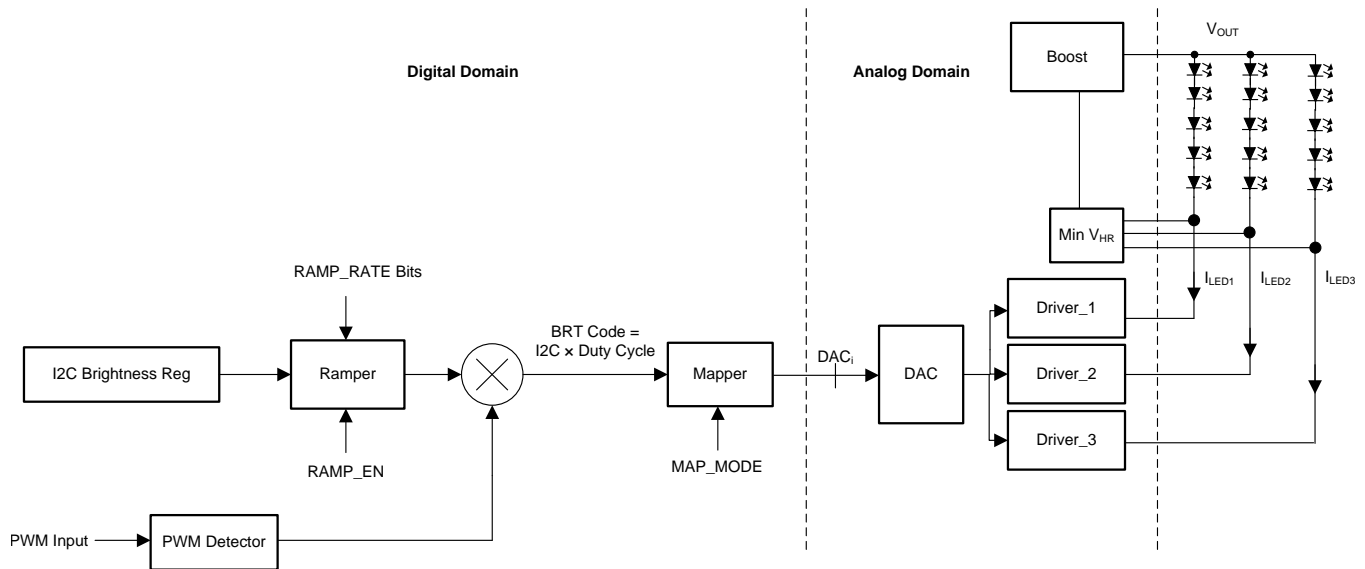 Digital Domain
Analog Domain
Boost
VOUT
Min VHR
ILED1
ILED2
ILED3
RAMP_RATE Bits
I2C Brightness Reg
Ramper
RAMP_EN
BRT Code =
I2C × Duty Cycle
Mapper
MAP_MODE
DACi
DAC
Driver_1
Driver_2
Driver_3
PWM Input
PWM Detector